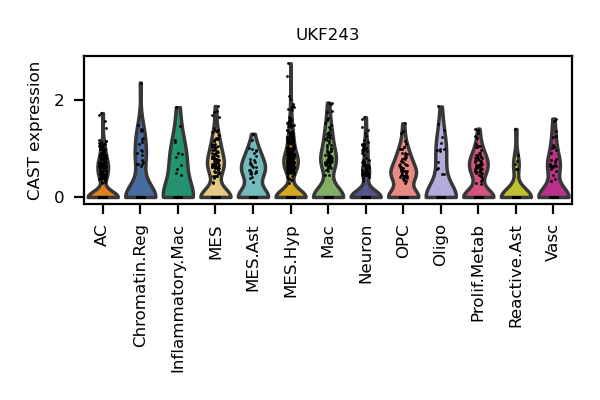 UKF243
CAST expression
2
0
AC
Chromatin.Reg
Inflammatory.Mac
MES
MES.Ast
MES.Hyp
Mac
Neuron
OPC
Oligo
Prolif.Metab
Reactive.Ast
Vasc